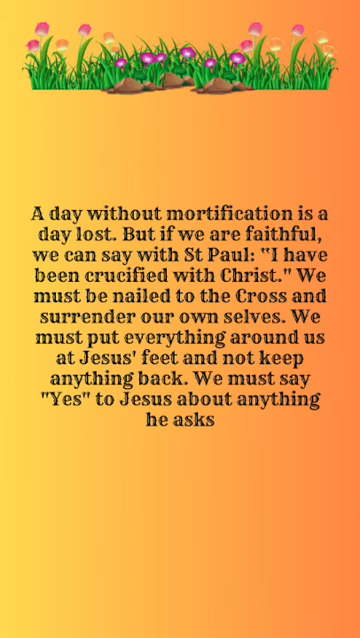 A day without mortification is a
day lost. But if we are faithful,
we can say with St Paul: "I have
been crucified with Christ." We
must be nailed to the Cross and
surrender our own selves. We
must put everything around us
at Jesus' feet and not keep
anything back. We must say
"Yes" to Jesus about anything
he asks